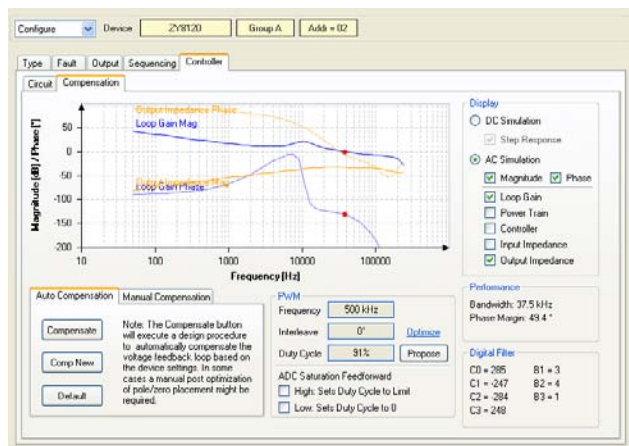 Configure Device ZY8120 Group A Addr = 02
Type Fault Output Sequencing Controller
Circuit Compensation
Magnitude [dB] / Phase [°]
50
0
-50
-100
-150
-200
Output Impedance Phase
Loop Gain Mag
Output Impedance Mag
Loop Gain Phase
10 100 1000 10000 100000
Frequency [Hz]
Display
DC Simulation
Step Response
AC Simulation
Magnitude Phase
Loop Gain
Power Train
Controller
Input Impedance
Output Impedance
Auto Compensation Manual Compensation
Compensate
Comp New
Default
Note: The Compensate button
will execute a design procedure
to automatically compensate the
voltage feedback loop based on
the device settings. In some
cases a manual post optimization
of pole/zero placement might be
required.
PWM
Frequency 500 kHz
Interleave 0° Optimize
Duty Cycle 91% Propose
ADC Saturation Feedforward
High: Sets Duty Cycle to Limit
Low: Sets Duty Cycle to 0
Performance
Bandwidth: 37.5 kHz
Phase Margin: 49.4 °
Digital Filter
C0 = 285 B1 = 3
C1 = -247 B2 = 4
C2 = -284 B3 = 1
C3 = 248